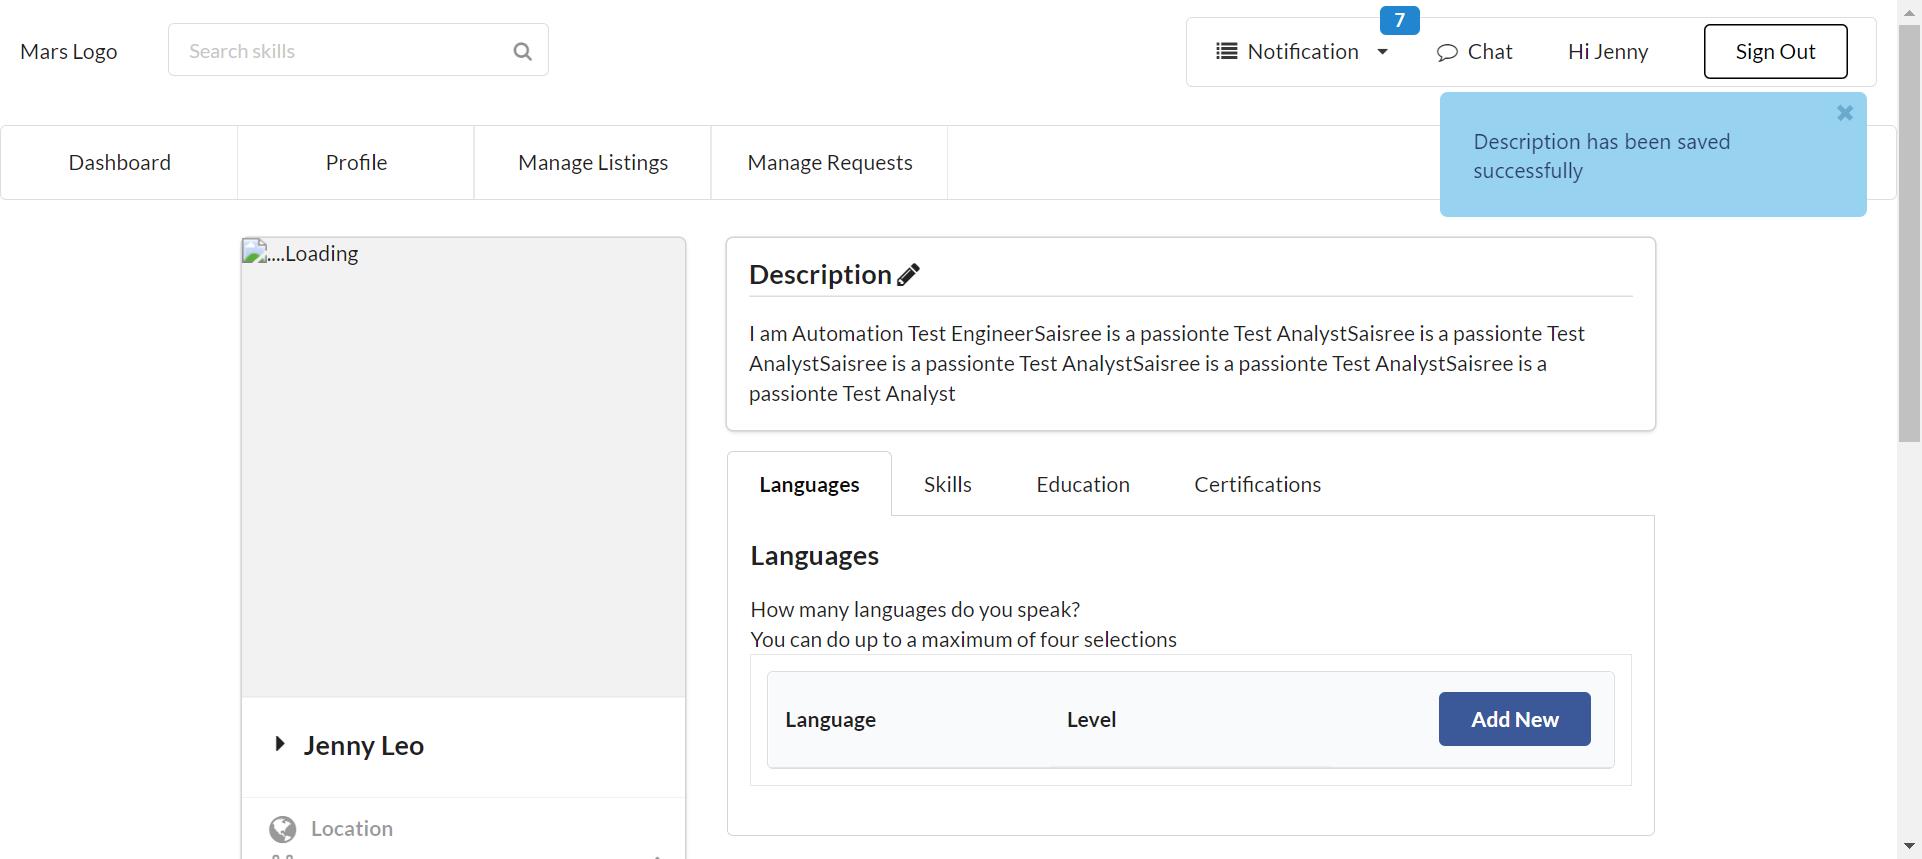 Mars Logo
Search skills
7
Notification
Chat
Hi Jenny
Sign Out
Description has been saved
successfully
Dashboard
Profile
Manage Listings
Manage Requests
....Loading
Description
I am Automation Test EngineerSaisree is a passionte Test AnalystSaisree is a passionte Test
AnalystSaisree is a passionte Test AnalystSaisree is a passionte Test AnalystSaisree is a
passionte Test Analyst
Languages
Skills
Education
Certifications
Languages
How many languages do you speak?
You can do up to a maximum of four selections
Language
Level
Add New
Jenny Leo
Location